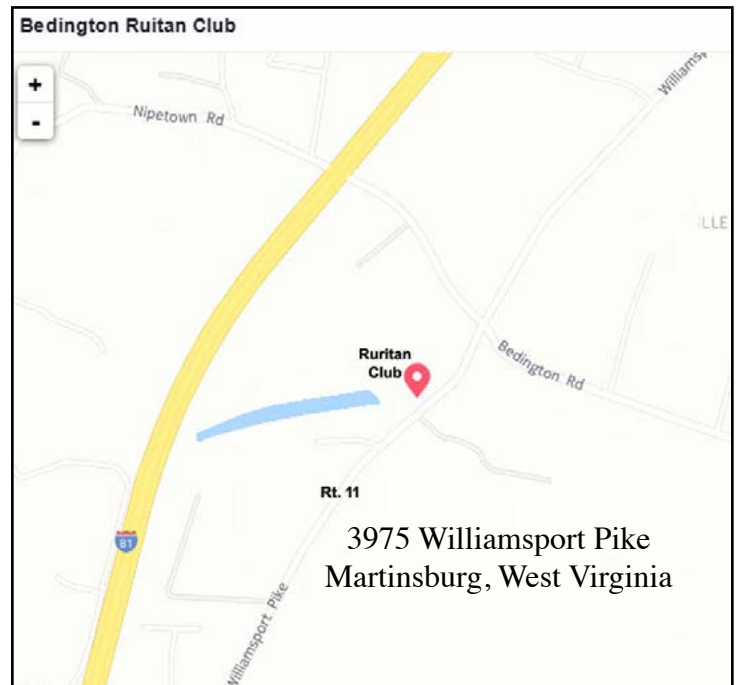 Bedington Ruitan Club
+
-
Williamsp
Nipetown Rd
LLE
Ruritan
Club
Bedington Rd
Rt. 11
3975 Williamsport Pike
Martinsburg, West Virginia
81
Williamsport Pike